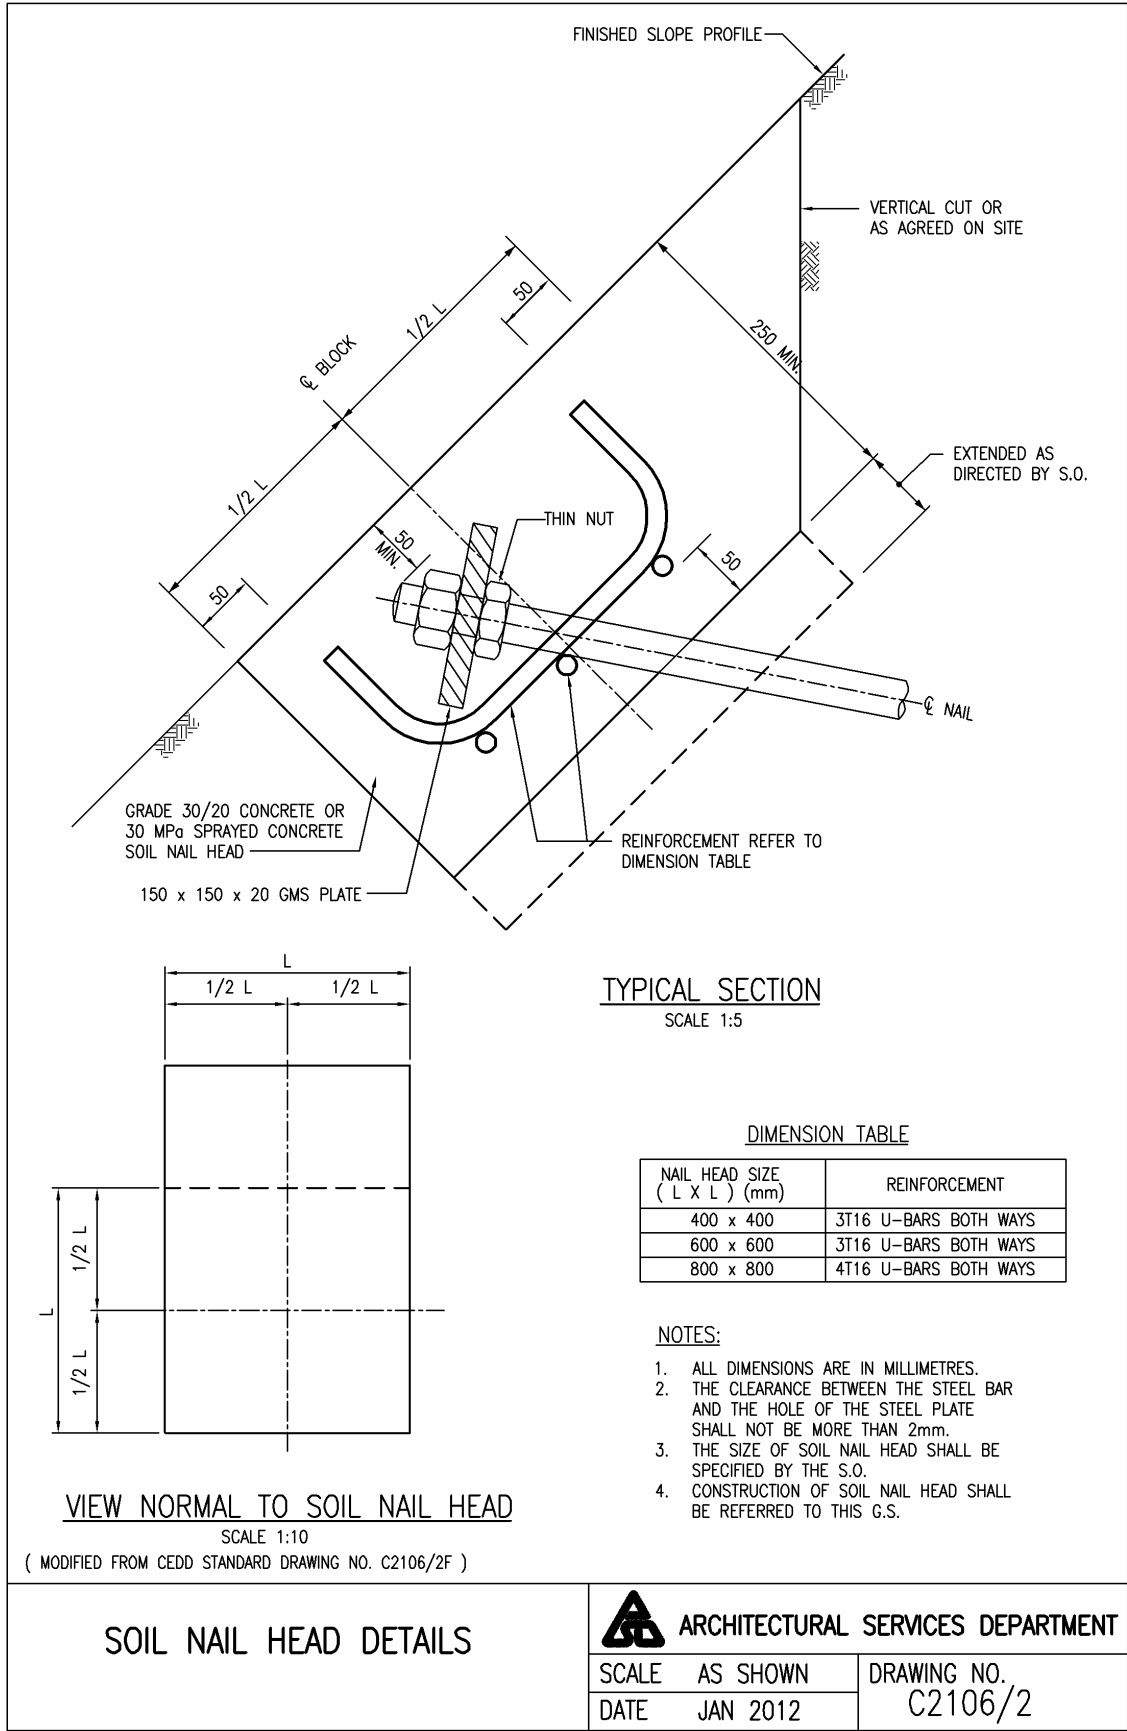 FINISHED SLOPE PROFILE
VERTICAL CUT OR
AS AGREED ON SITE
1/2 L
50
℄ BLOCK
250 MIN.
1/2 L
EXTENDED AS
DIRECTED BY S.O.
THIN NUT
50
MIN.
50
50
℄ NAIL
GRADE 30/20 CONCRETE OR
30 MPa SPRAYED CONCRETE
SOIL NAIL HEAD
REINFORCEMENT REFER TO
DIMENSION TABLE
150 x 150 x 20 GMS PLATE
L
1/2 L 1/2 L
TYPICAL SECTION
SCALE 1:5
1/2 L
L
1/2 L
DIMENSION TABLE
NAIL HEAD SIZE
( L X L ) (mm) REINFORCEMENT
400 x 400 3T16 U-BARS BOTH WAYS
600 x 600 3T16 U-BARS BOTH WAYS
800 x 800 4T16 U-BARS BOTH WAYS
NOTES:
1. ALL DIMENSIONS ARE IN MILLIMETRES.
2. THE CLEARANCE BETWEEN THE STEEL BAR
AND THE HOLE OF THE STEEL PLATE
SHALL NOT BE MORE THAN 2mm.
3. THE SIZE OF SOIL NAIL HEAD SHALL BE
SPECIFIED BY THE S.O.
4. CONSTRUCTION OF SOIL NAIL HEAD SHALL
BE REFERRED TO THIS G.S.
VIEW NORMAL TO SOIL NAIL HEAD
SCALE 1:10
( MODIFIED FROM CEDD STANDARD DRAWING NO. C2106/2F )
SOIL NAIL HEAD DETAILS
ASD ARCHITECTURAL SERVICES DEPARTMENT
SCALE AS SHOWN
DATE JAN 2012
DRAWING NO.
C2106/2